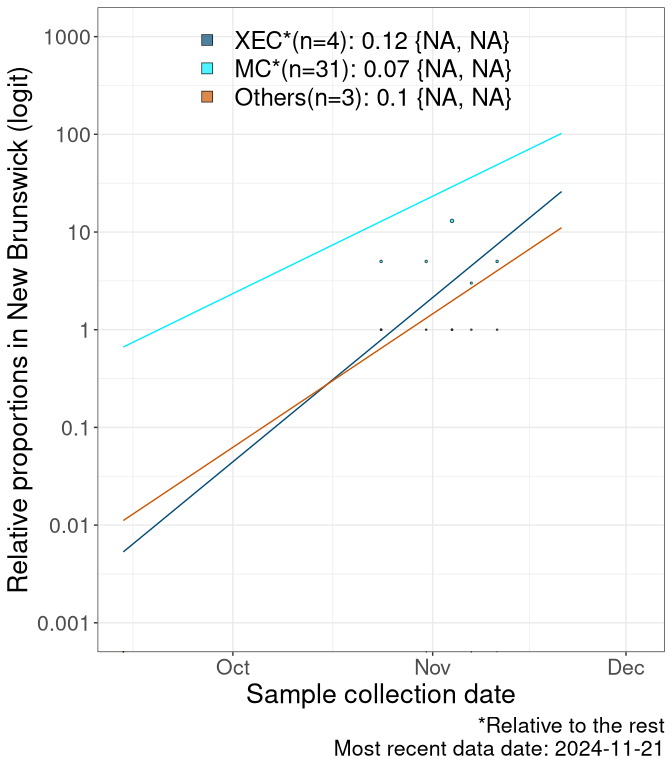 Relative proportions in New Brunswick (logit)
1000
100
10
1
0.1
0.01
0.001
XEC*(n=4): 0.12 {NA, NA}
MC*(n=31): 0.07 {NA, NA}
Others(n=3): 0.1 {NA, NA}
Oct Nov Dec
Sample collection date
*Relative to the rest
Most recent data date: 2024-11-21